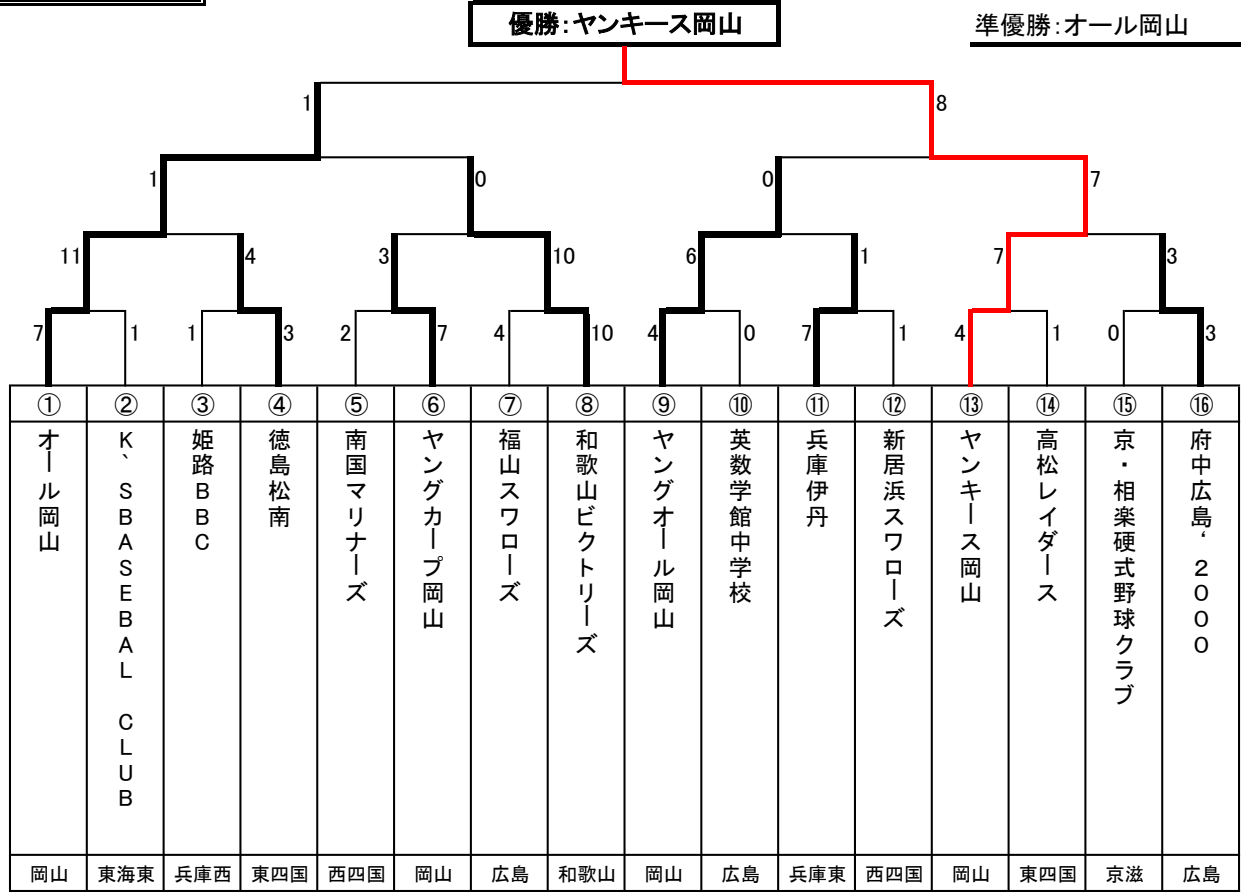 優勝:ヤンキース岡山
準優勝:オール岡山
1
8
1
0
0
7
11
4
3
10
6
1
7
3
7
1
1
3
2
7
4
10
4
0
7
1
4
1
0
3
①
②
③
④
⑤
⑥
⑦
⑧
⑨
⑩
⑪
⑫
⑬
⑭
⑮
⑯
オール岡山
K`SBASEBAL CLUB
姫路BBC
徳島松南
南国マリナーズ
ヤングカープ岡山
福山スワローズ
和歌山ビクトリーズ
ヤングオール岡山
英数学館中学校
兵庫伊丹
新居浜スワローズ
ヤンキース岡山
高松レイダース
京・相楽硬式野球クラブ
府中広島‘2000
岡山
東海東
兵庫西
東四国
西四国
岡山
広島
和歌山
岡山
広島
兵庫東
西四国
岡山
東四国
京滋
広島